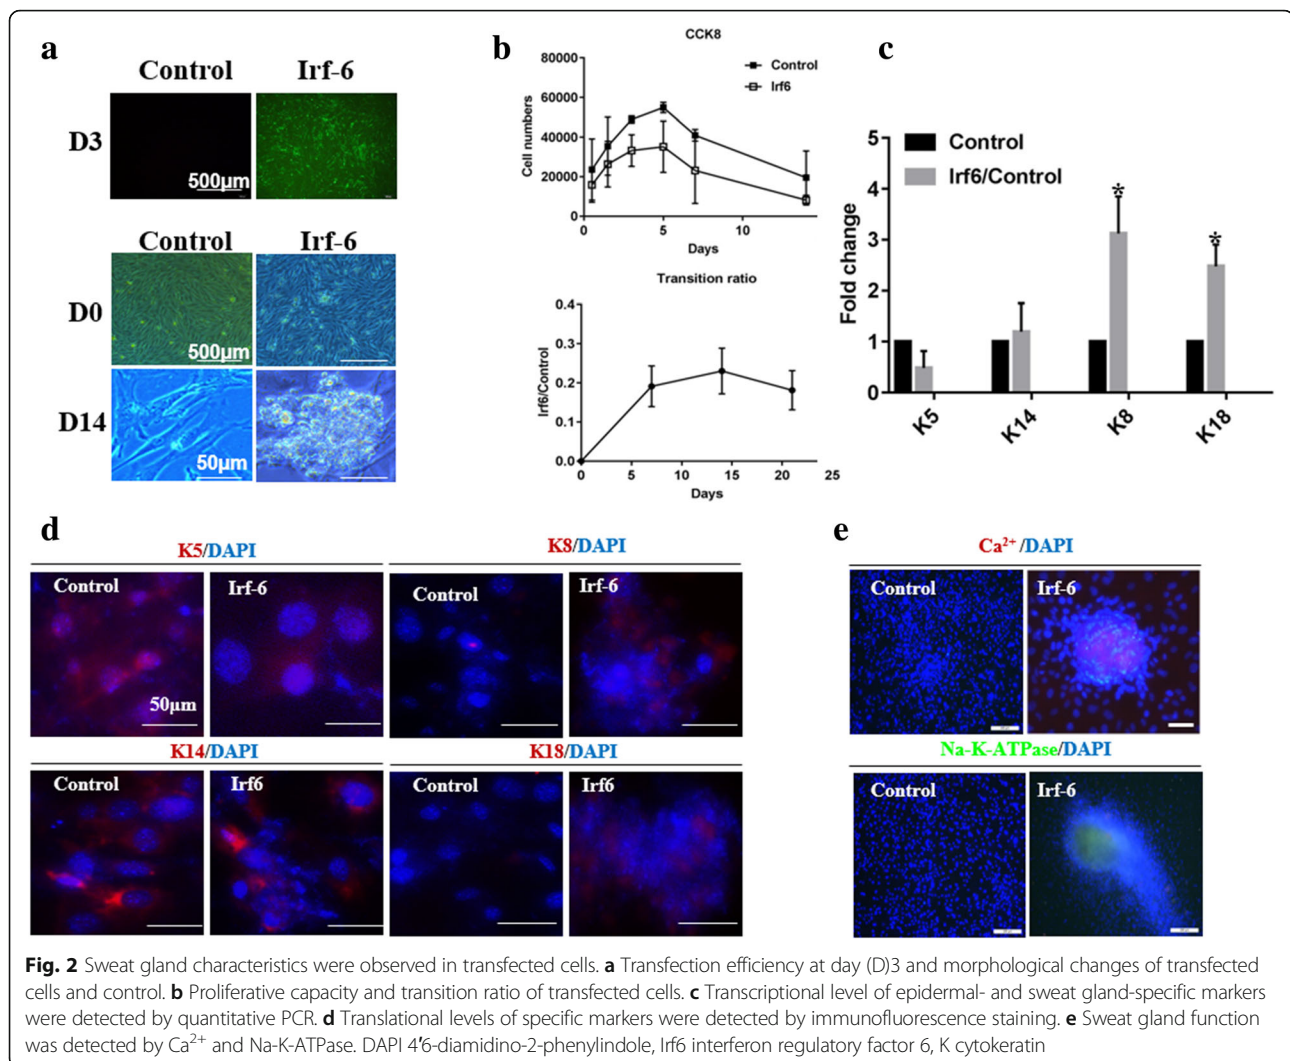 a
Control Irf-6
D3
500µm
Control Irf-6
D0
500µm
D14
50µm
b
CCK8
Control
Irf6
80000
60000
40000
20000
0
Cell numbers
0 5 10
Days
Transition ratio
0.4
0.3
0.2
0.1
0.0
Irf6/Control
0 5 10 15 20 25
Days
c
Control
Irf6/Control
5
4
3
2
1
0
Fold change
* *
K5 K14 K8 K18
d
K5/DAPI K8/DAPI
Control Irf-6 Control Irf-6
50µm
K14/DAPI K18/DAPI
Control Irf6 Control Irf6
e
Ca²⁺ /DAPI
Control Irf-6
Na-K-ATPase/DAPI
Control Irf-6
Fig. 2 Sweat gland characteristics were observed in transfected cells. a Transfection efficiency at day (D)3 and morphological changes of transfected
cells and control. b Proliferative capacity and transition ratio of transfected cells. c Transcriptional level of epidermal- and sweat gland-specific markers
were detected by quantitative PCR. d Translational levels of specific markers were detected by immunofluorescence staining. e Sweat gland function
was detected by Ca²⁺ and Na-K-ATPase. DAPI 4′6-diamidino-2-phenylindole, Irf6 interferon regulatory factor 6, K cytokeratin